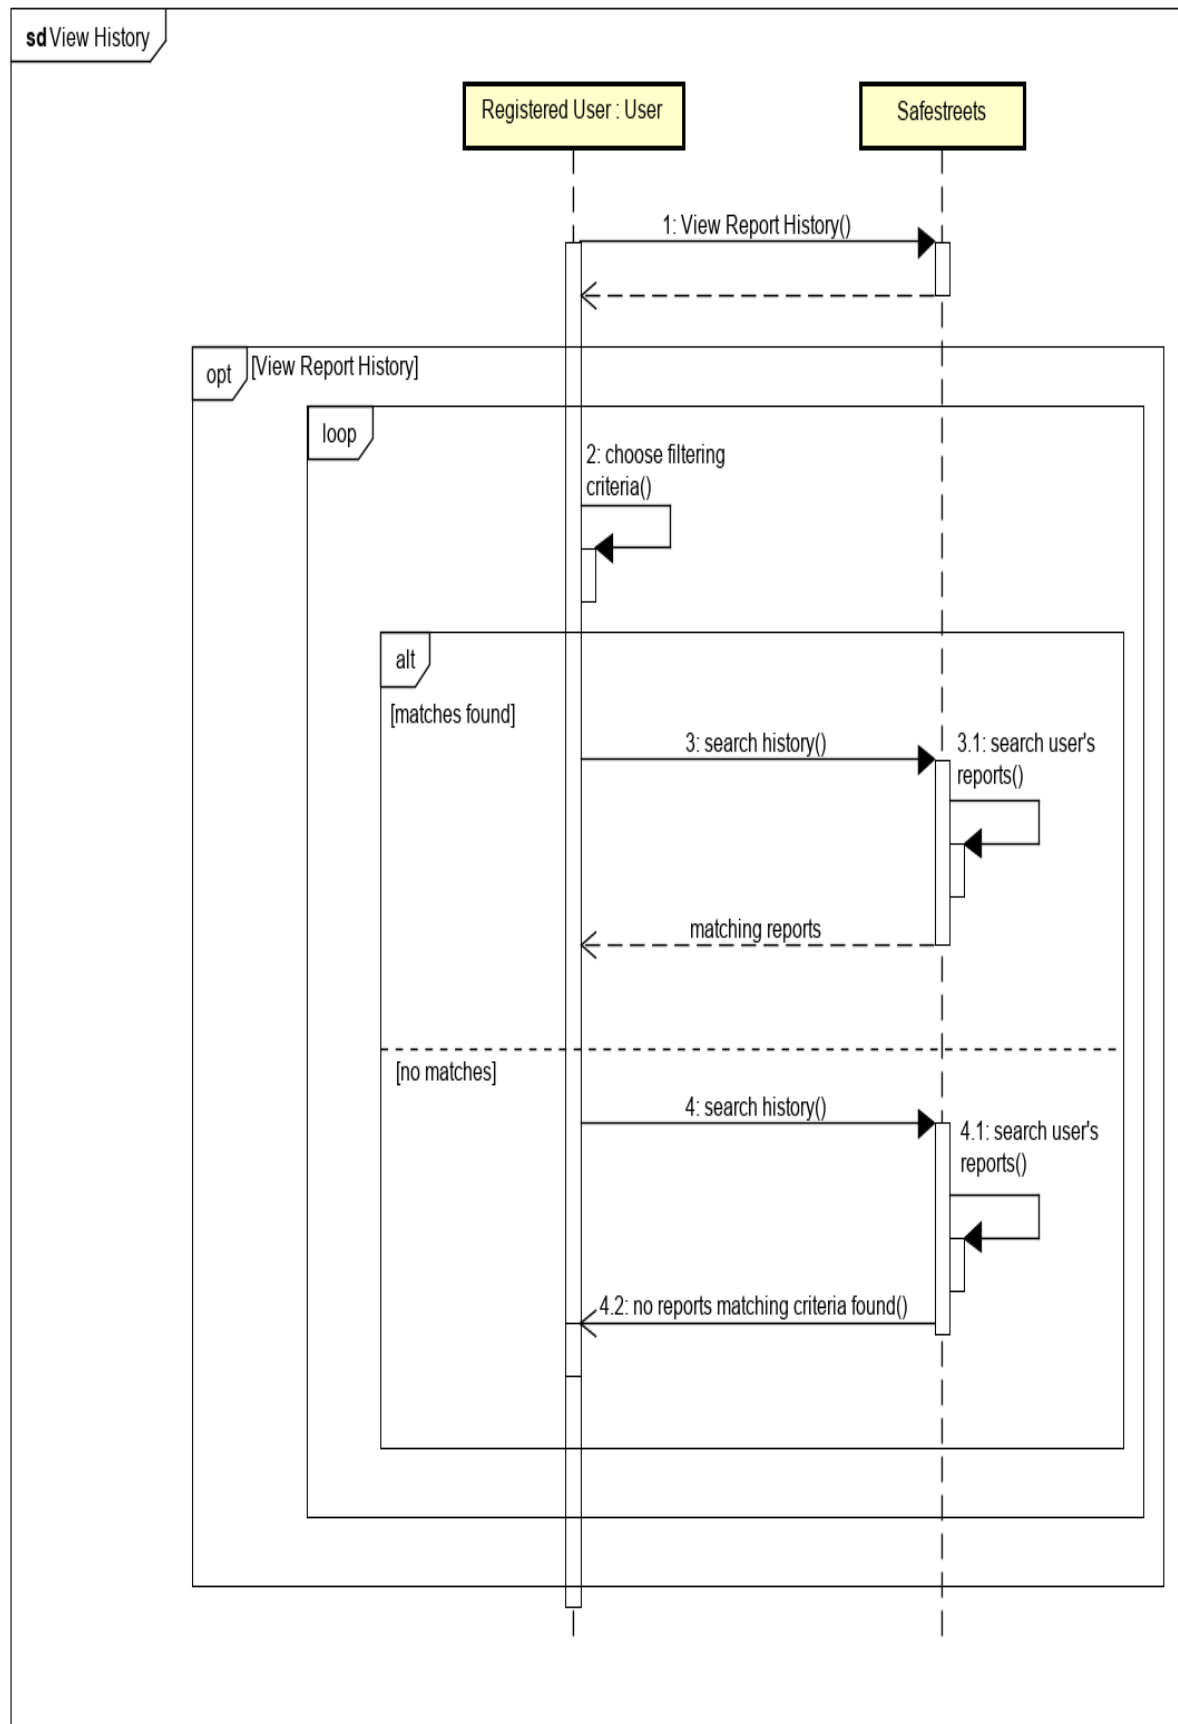 sd View History
Registered User : User
Safestreets
1: View Report History()
opt
[View Report History]
loop
2: choose filtering
criteria()
alt
[matches found]
3: search history()
3.1: search user's
reports()
matching reports
[no matches]
4: search history()
4.1: search user's
reports()
4.2: no reports matching criteria found()